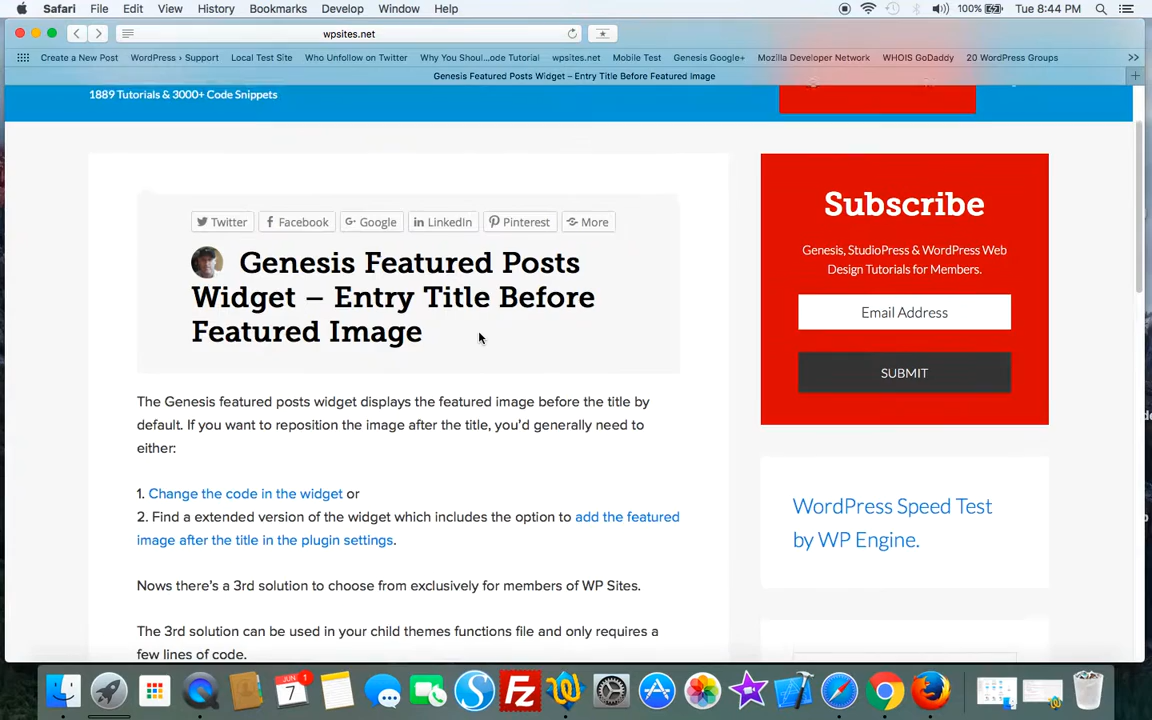 Safari File Edit View History Bookmarks Develop Window Help 100% Tue 8:44 PM
wpsites.net
Create a New Post WordPress › Support Local Test Site Who Unfollow on Twitter Why You Shoul...ode Tutorial wpsites.net Mobile Test Genesis Google+ Mozilla Developer Network WHOIS GoDaddy 20 WordPress Groups
Genesis Featured Posts Widget – Entry Title Before Featured Image
1889 Tutorials & 3000+ Code Snippets
Twitter Facebook Google LinkedIn Pinterest More
Genesis Featured Posts
Widget – Entry Title Before
Featured Image
The Genesis featured posts widget displays the featured image before the title by
default. If you want to reposition the image after the title, you'd generally need to
either:
1. Change the code in the widget or
2. Find a extended version of the widget which includes the option to add the featured
image after the title in the plugin settings.
Nows there's a 3rd solution to choose from exclusively for members of WP Sites.
The 3rd solution can be used in your child themes functions file and only requires a
few lines of code.
Subscribe
Genesis, StudioPress & WordPress Web
Design Tutorials for Members.
Email Address
SUBMIT
WordPress Speed Test
by WP Engine.
JUN
7
1